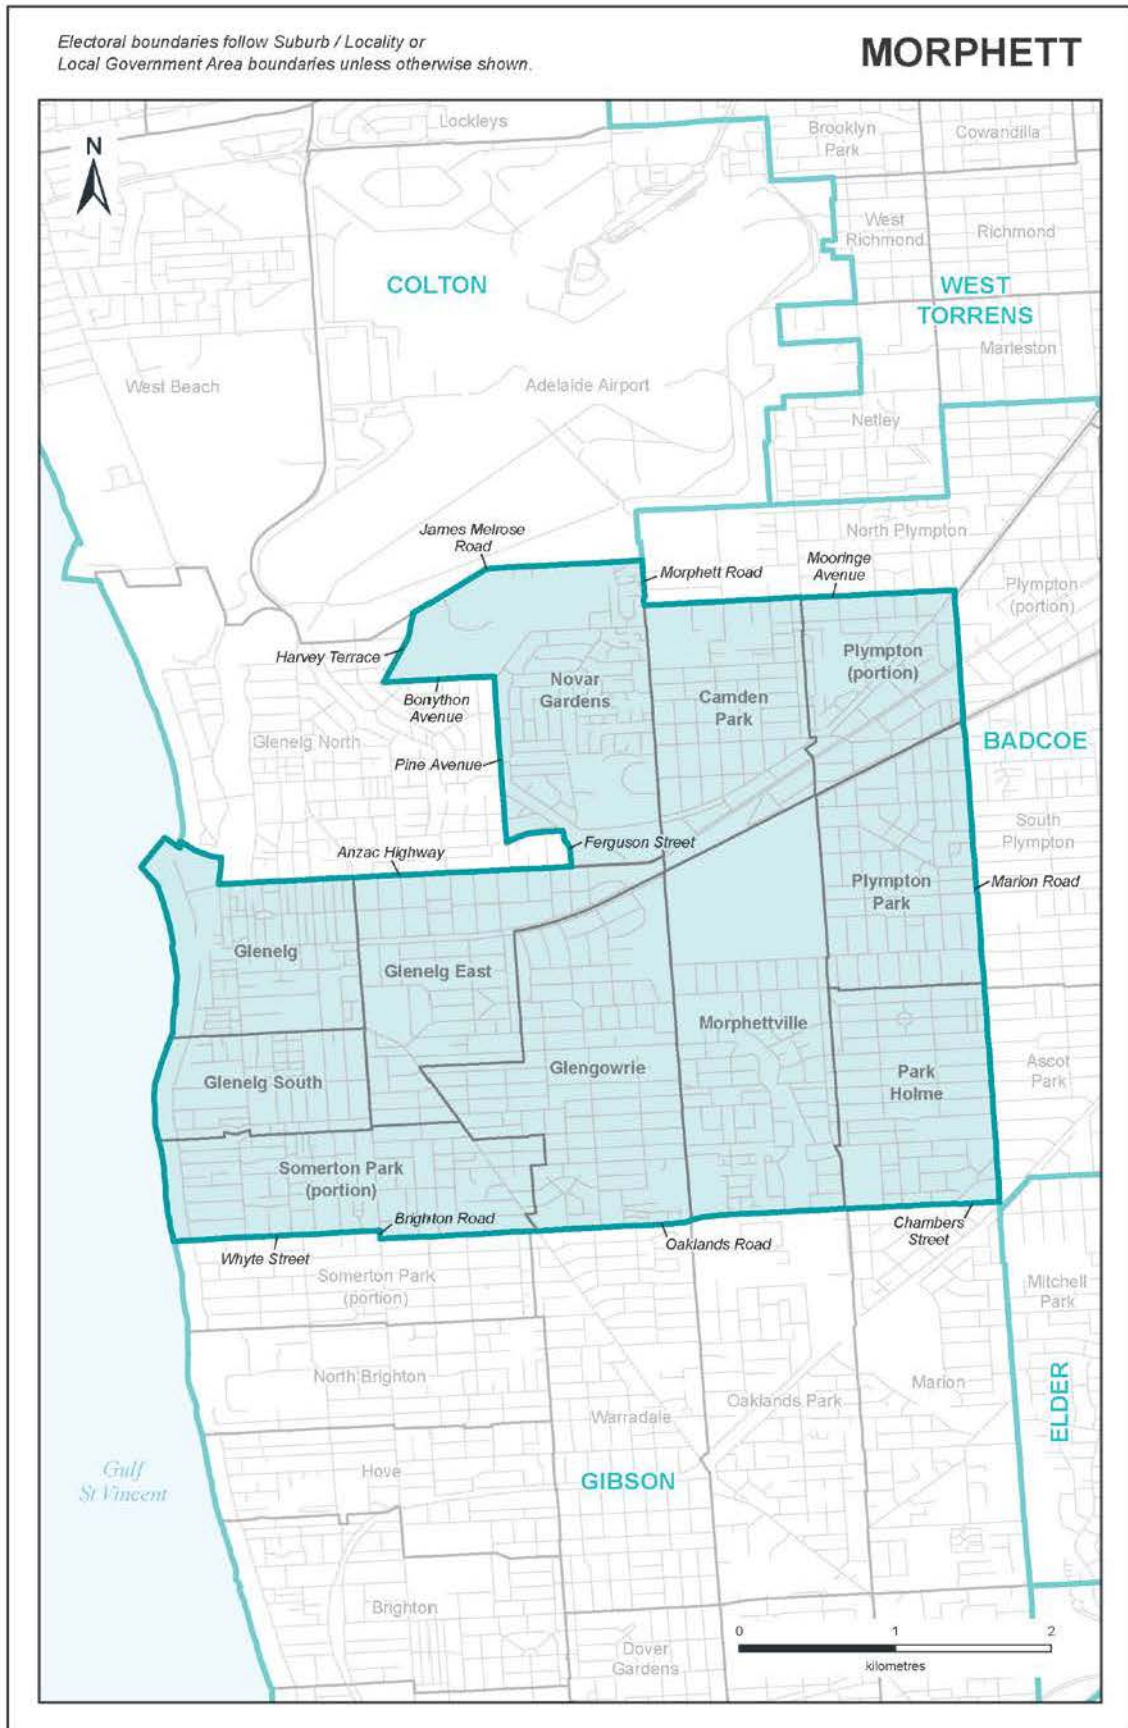 Electoral boundaries follow Suburb / Locality or
Local Government Area boundaries unless otherwise shown.
MORPHETT
N
Lockleys
Brooklyn
Park
Cowandilla
West
Richmond
Richmond
COLTON
WEST
TORRENS
Marleston
West Beach
Adelaide Airport
Netley
James Melrose
Road
North Plympton
Morphett Road
Mooringe
Avenue
Plympton
(portion)
Harvey Terrace
Novar
Gardens
Camden
Park
Plympton
(portion)
Bonython
Avenue
Glenelg North
Pine Avenue
BADCOE
South
Plympton
Anzac Highway
Ferguson Street
Plympton
Park
Marion Road
Glenelg
Glenelg East
Morphettville
Glenelg South
Glengowrie
Park
Holme
Ascot
Park
Somerton Park
(portion)
Brighton Road
Whyte Street
Oaklands Road
Chambers
Street
Somerton Park
(portion)
Mitchell
Park
North Brighton
Warradale
Oaklands Park
Marion
ELDER
Hove
GIBSON
Gulf
St Vincent
Brighton
Dover
Gardens
0 1 2
kilometres